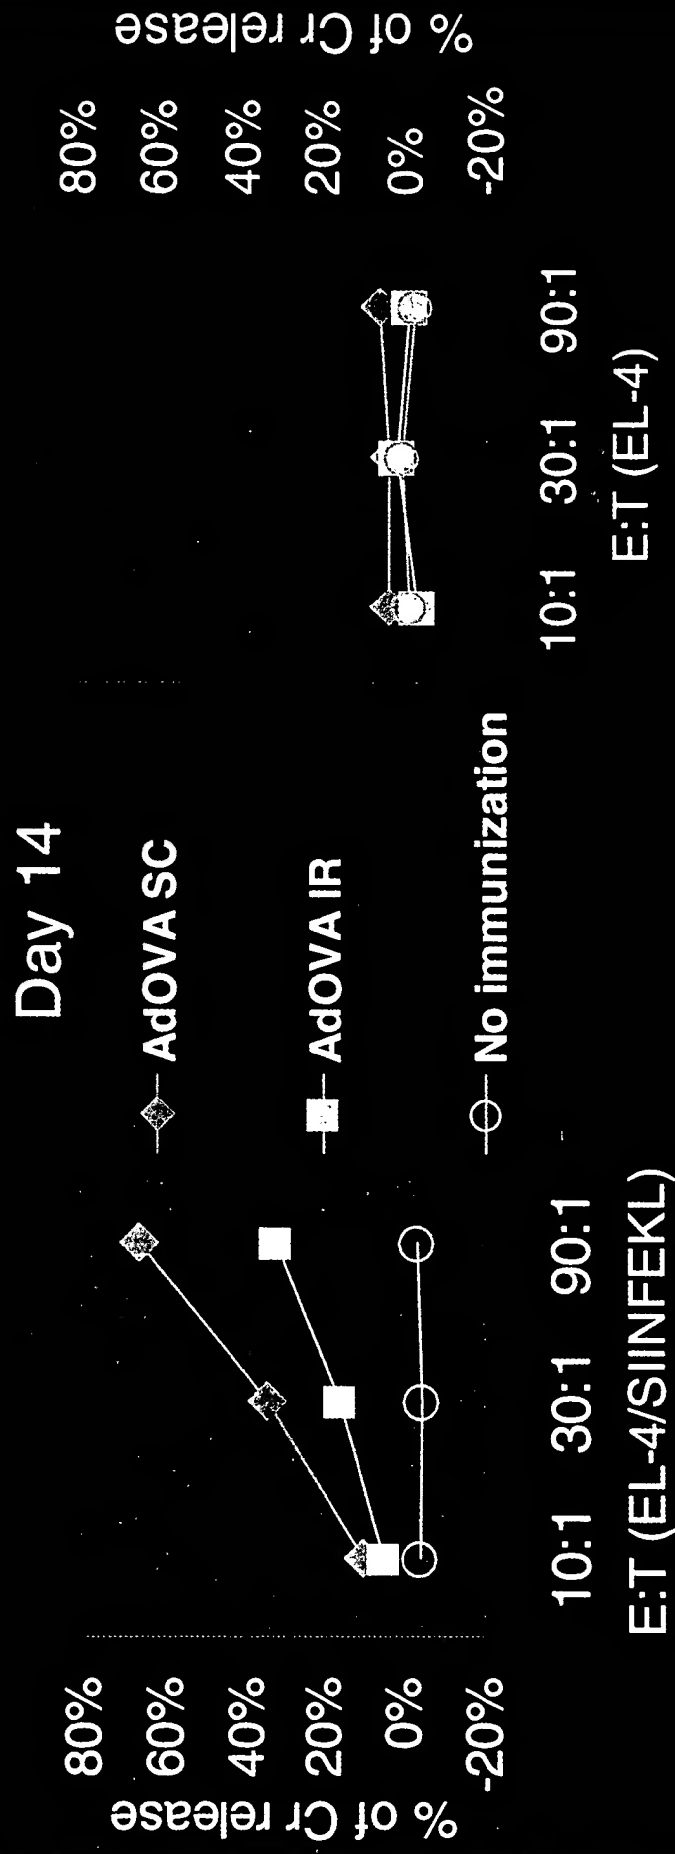 Day 14
% of Cr release
80%
60%
40%
20%
0%
-20%
10:1 30:1 90:1
E:T (EL-4/SIINFEKL)
AdOVA SC
AdOVA IR
No immunization
10:1 30:1 90:1
E:T (EL-4)
80%
60%
40%
20%
0%
-20%
% of Cr release